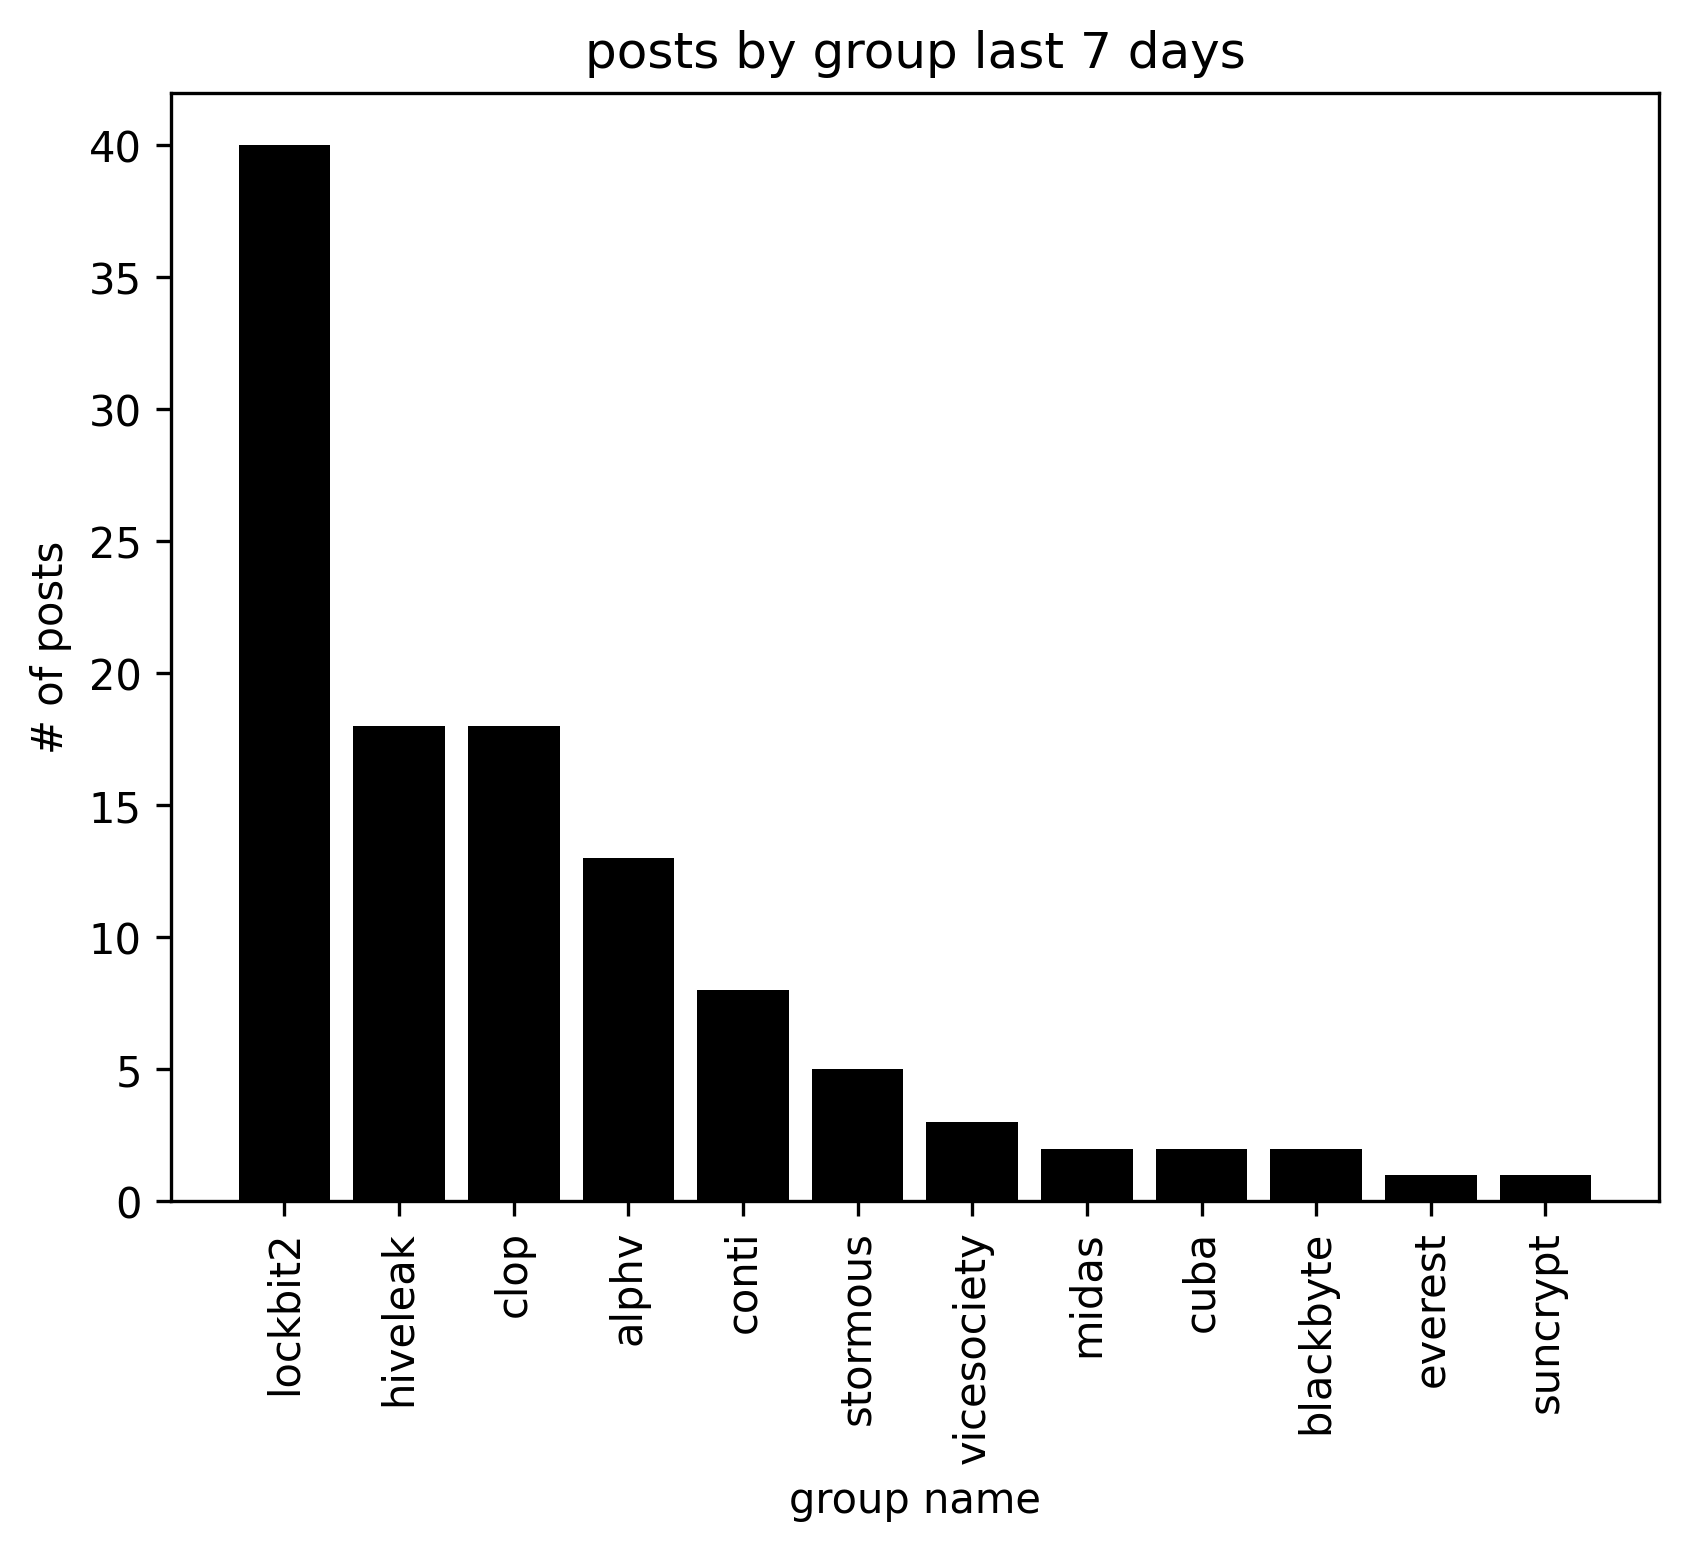 posts by group last 7 days
# of posts
40
35
30
25
20
15
10
5
0
lockbit2
hiveleak
clop
alphv
conti
stormous
vicesociety
midas
cuba
blackbyte
everest
suncrypt
group name